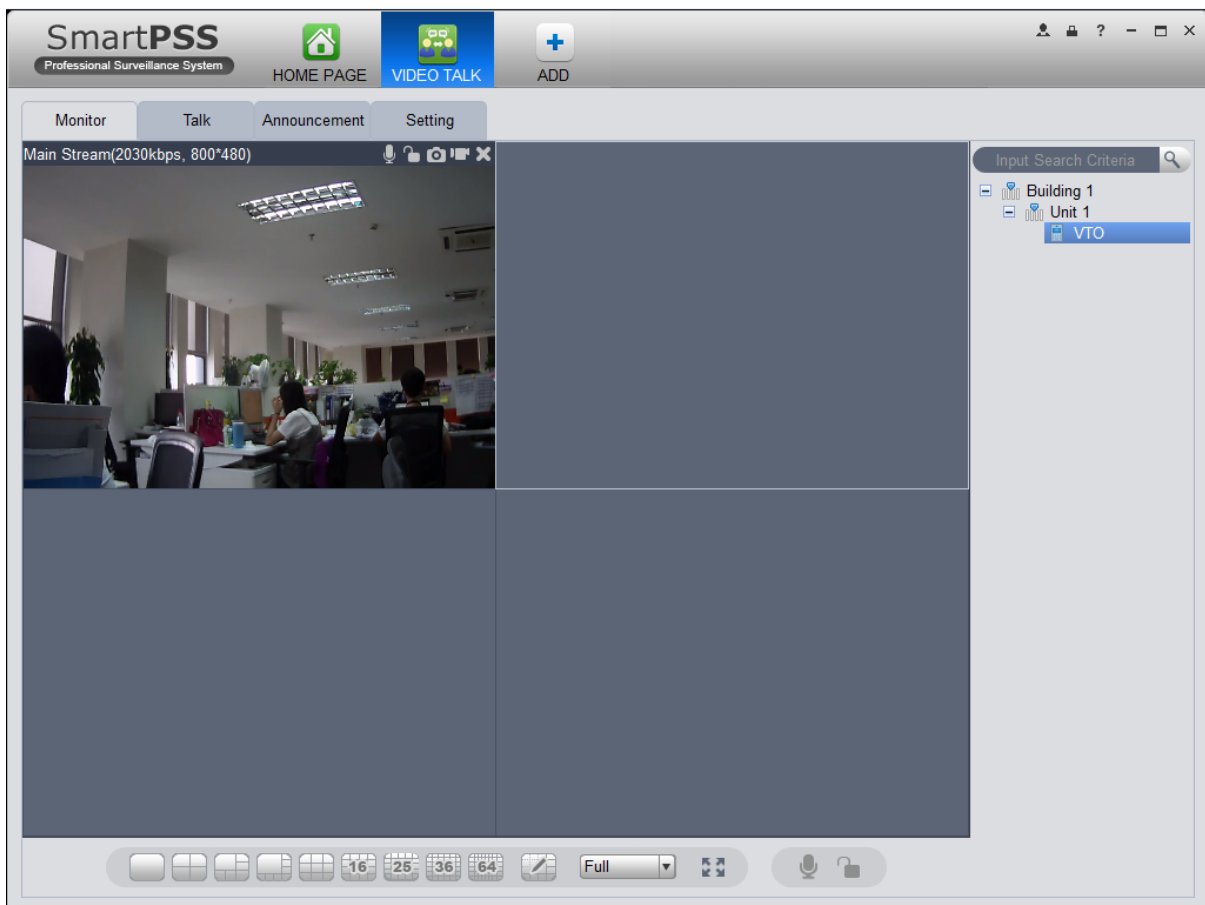 SmartPSS
Professional Surveillance System
HOME PAGE
VIDEO TALK
ADD
?
Monitor
Talk
Announcement
Setting
Main Stream(2030kbps, 800*480)
Input Search Criteria
Building 1
Unit 1
VTO
16
25
36
64
Full